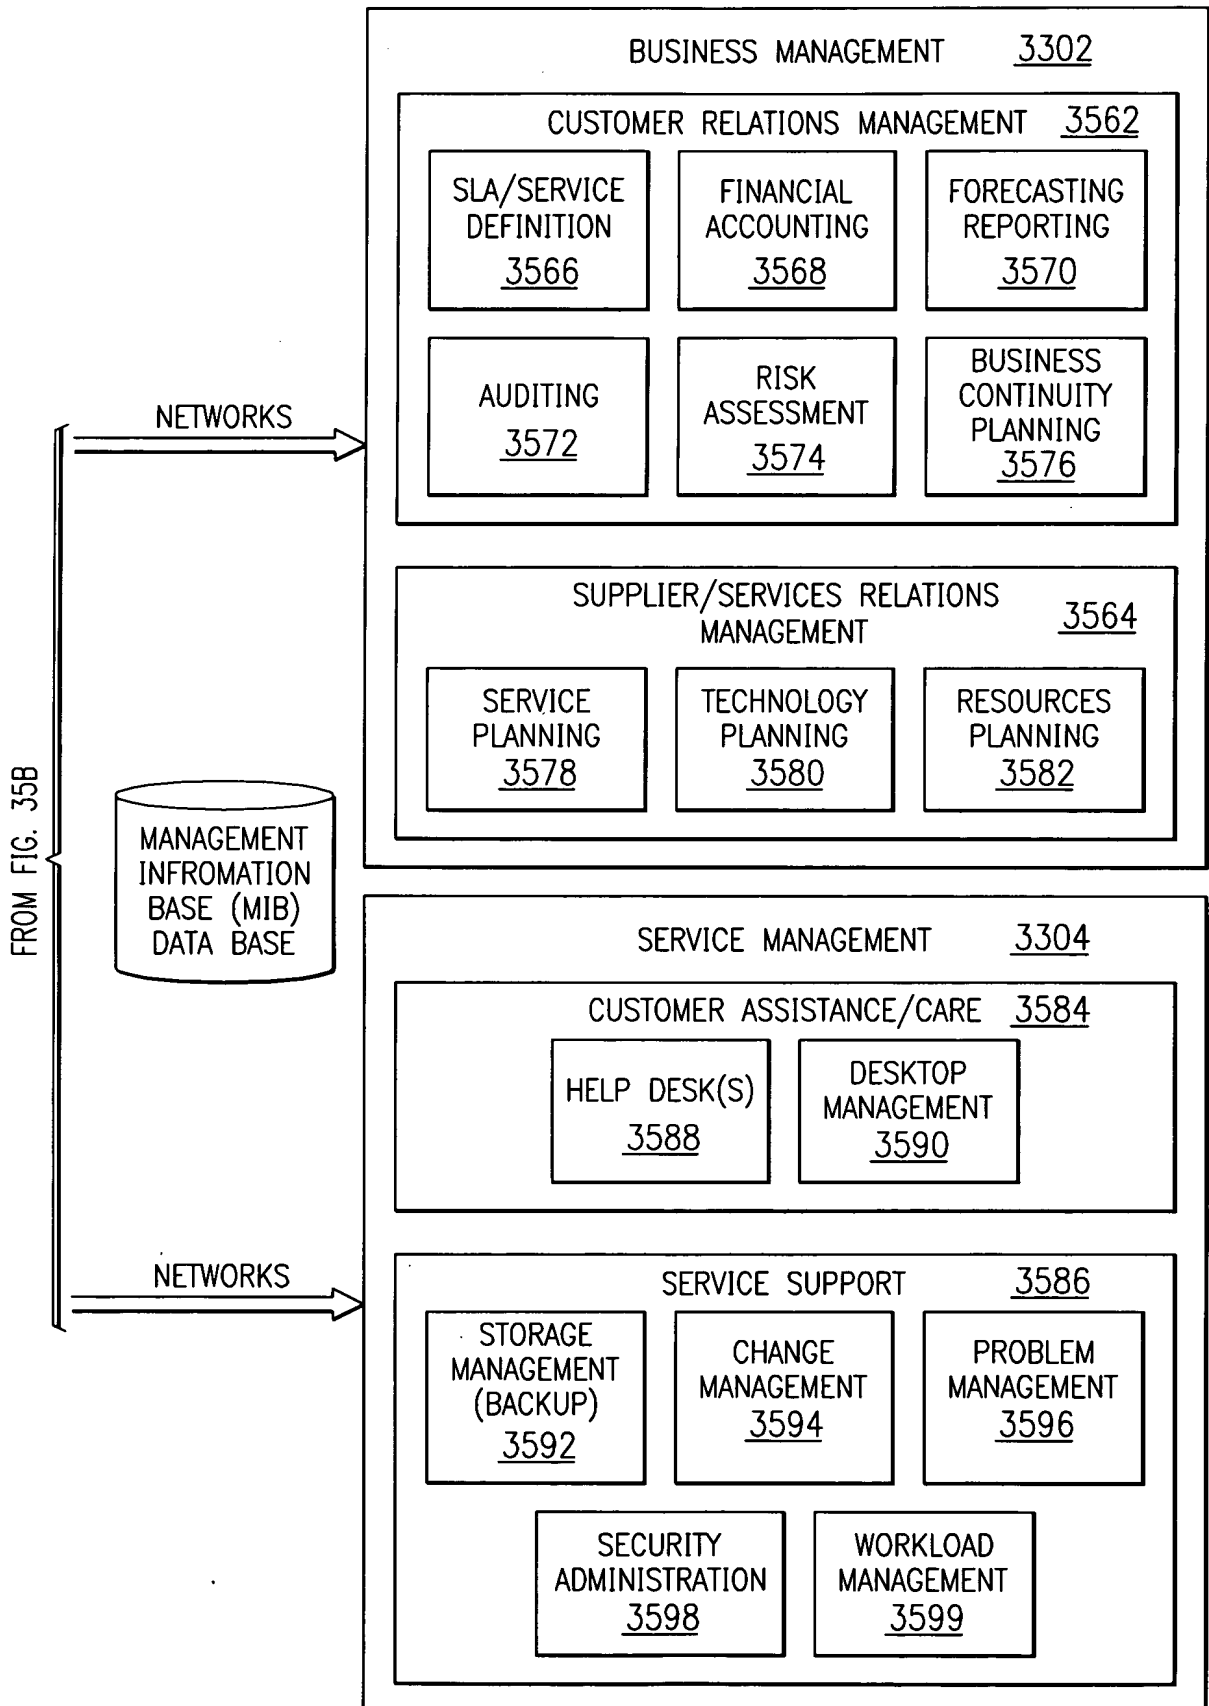 BUSINESS MANAGEMENT 3302
CUSTOMER RELATIONS MANAGEMENT 3562
SLA/SERVICE
DEFINITION
3566
FINANCIAL
ACCOUNTING
3568
FORECASTING
REPORTING
3570
AUDITING
3572
RISK
ASSESSMENT
3574
BUSINESS
CONTINUITY
PLANNING
3576
NETWORKS
SUPPLIER/SERVICES RELATIONS
MANAGEMENT
3564
SERVICE
PLANNING
3578
TECHNOLOGY
PLANNING
3580
RESOURCES
PLANNING
3582
FROM FIG. 35B
MANAGEMENT
INFROMATION
BASE (MIB)
DATA BASE
SERVICE MANAGEMENT 3304
CUSTOMER ASSISTANCE/CARE 3584
HELP DESK(S)
3588
DESKTOP
MANAGEMENT
3590
NETWORKS
SERVICE SUPPORT 3586
STORAGE
MANAGEMENT
(BACKUP)
3592
CHANGE
MANAGEMENT
3594
PROBLEM
MANAGEMENT
3596
SECURITY
ADMINISTRATION
3598
WORKLOAD
MANAGEMENT
3599